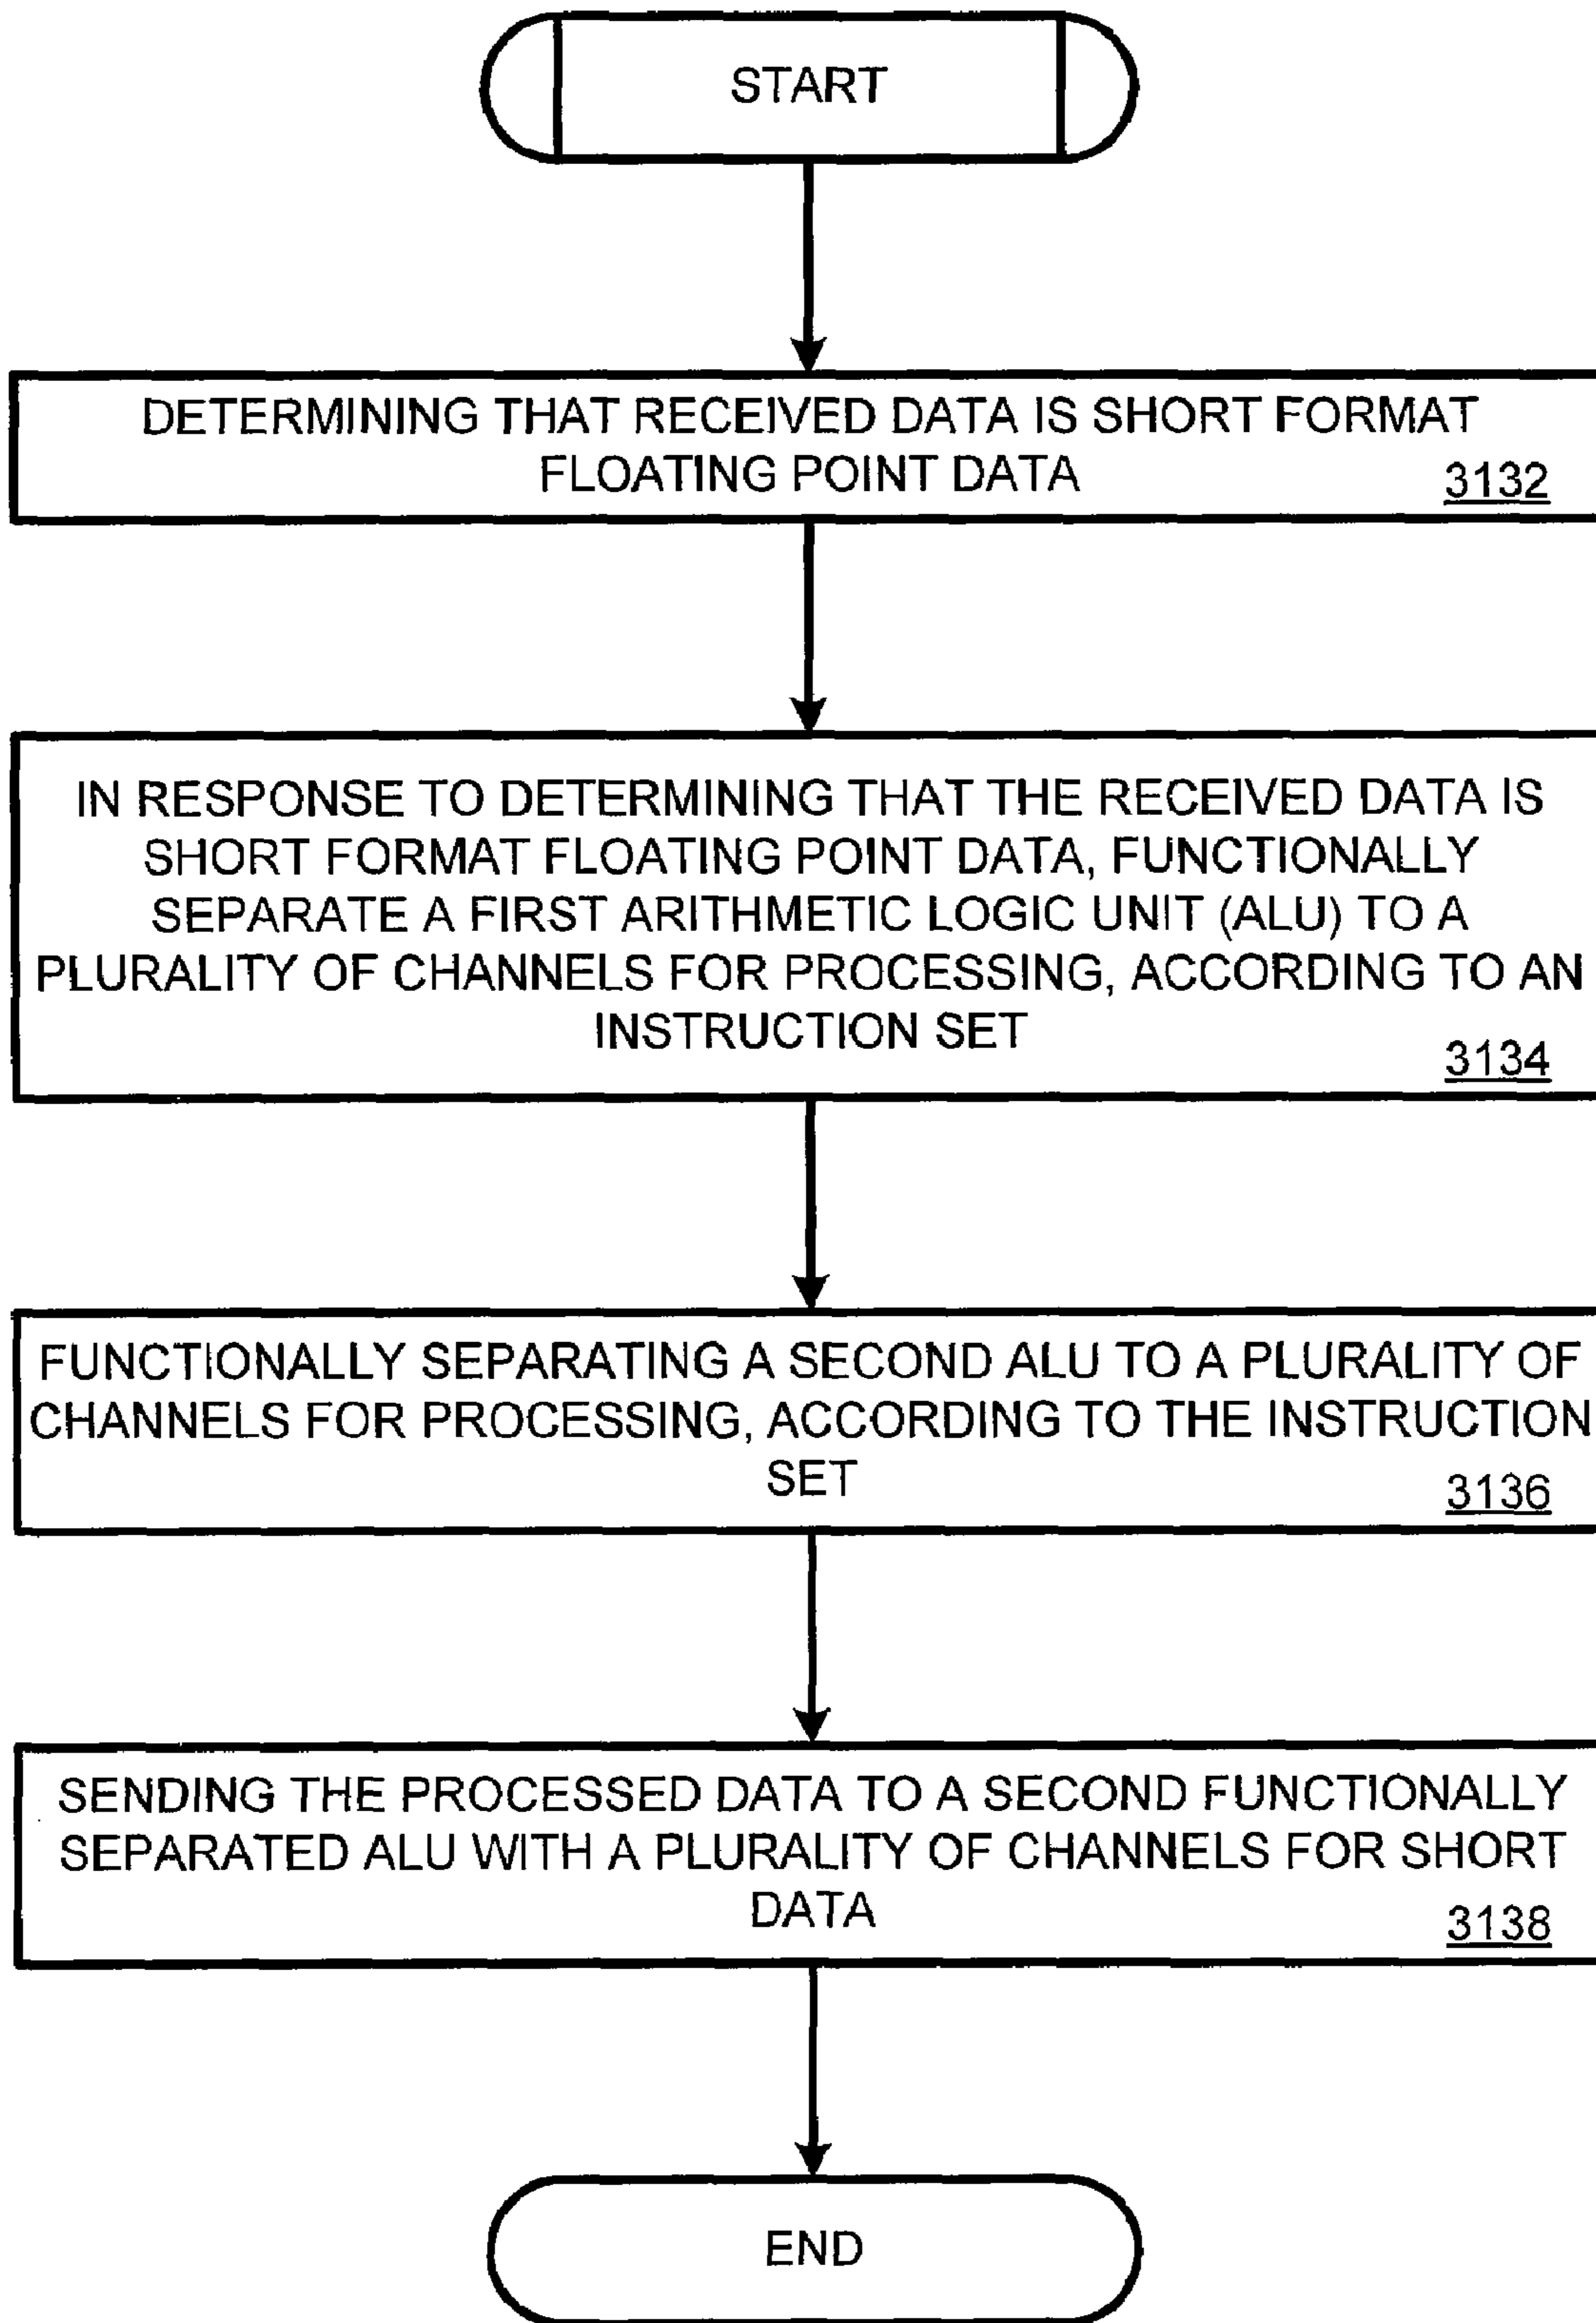 START
DETERMINING THAT RECEIVED DATA IS SHORT FORMAT
FLOATING POINT DATA
3132
IN RESPONSE TO DETERMINING THAT THE RECEIVED DATA IS
SHORT FORMAT FLOATING POINT DATA, FUNCTIONALLY
SEPARATE A FIRST ARITHMETIC LOGIC UNIT (ALU) TO A
PLURALITY OF CHANNELS FOR PROCESSING, ACCORDING TO AN
INSTRUCTION SET
3134
FUNCTIONALLY SEPARATING A SECOND ALU TO A PLURALITY OF
CHANNELS FOR PROCESSING, ACCORDING TO THE INSTRUCTION
SET
3136
SENDING THE PROCESSED DATA TO A SECOND FUNCTIONALLY
SEPARATED ALU WITH A PLURALITY OF CHANNELS FOR SHORT
DATA
3138
END